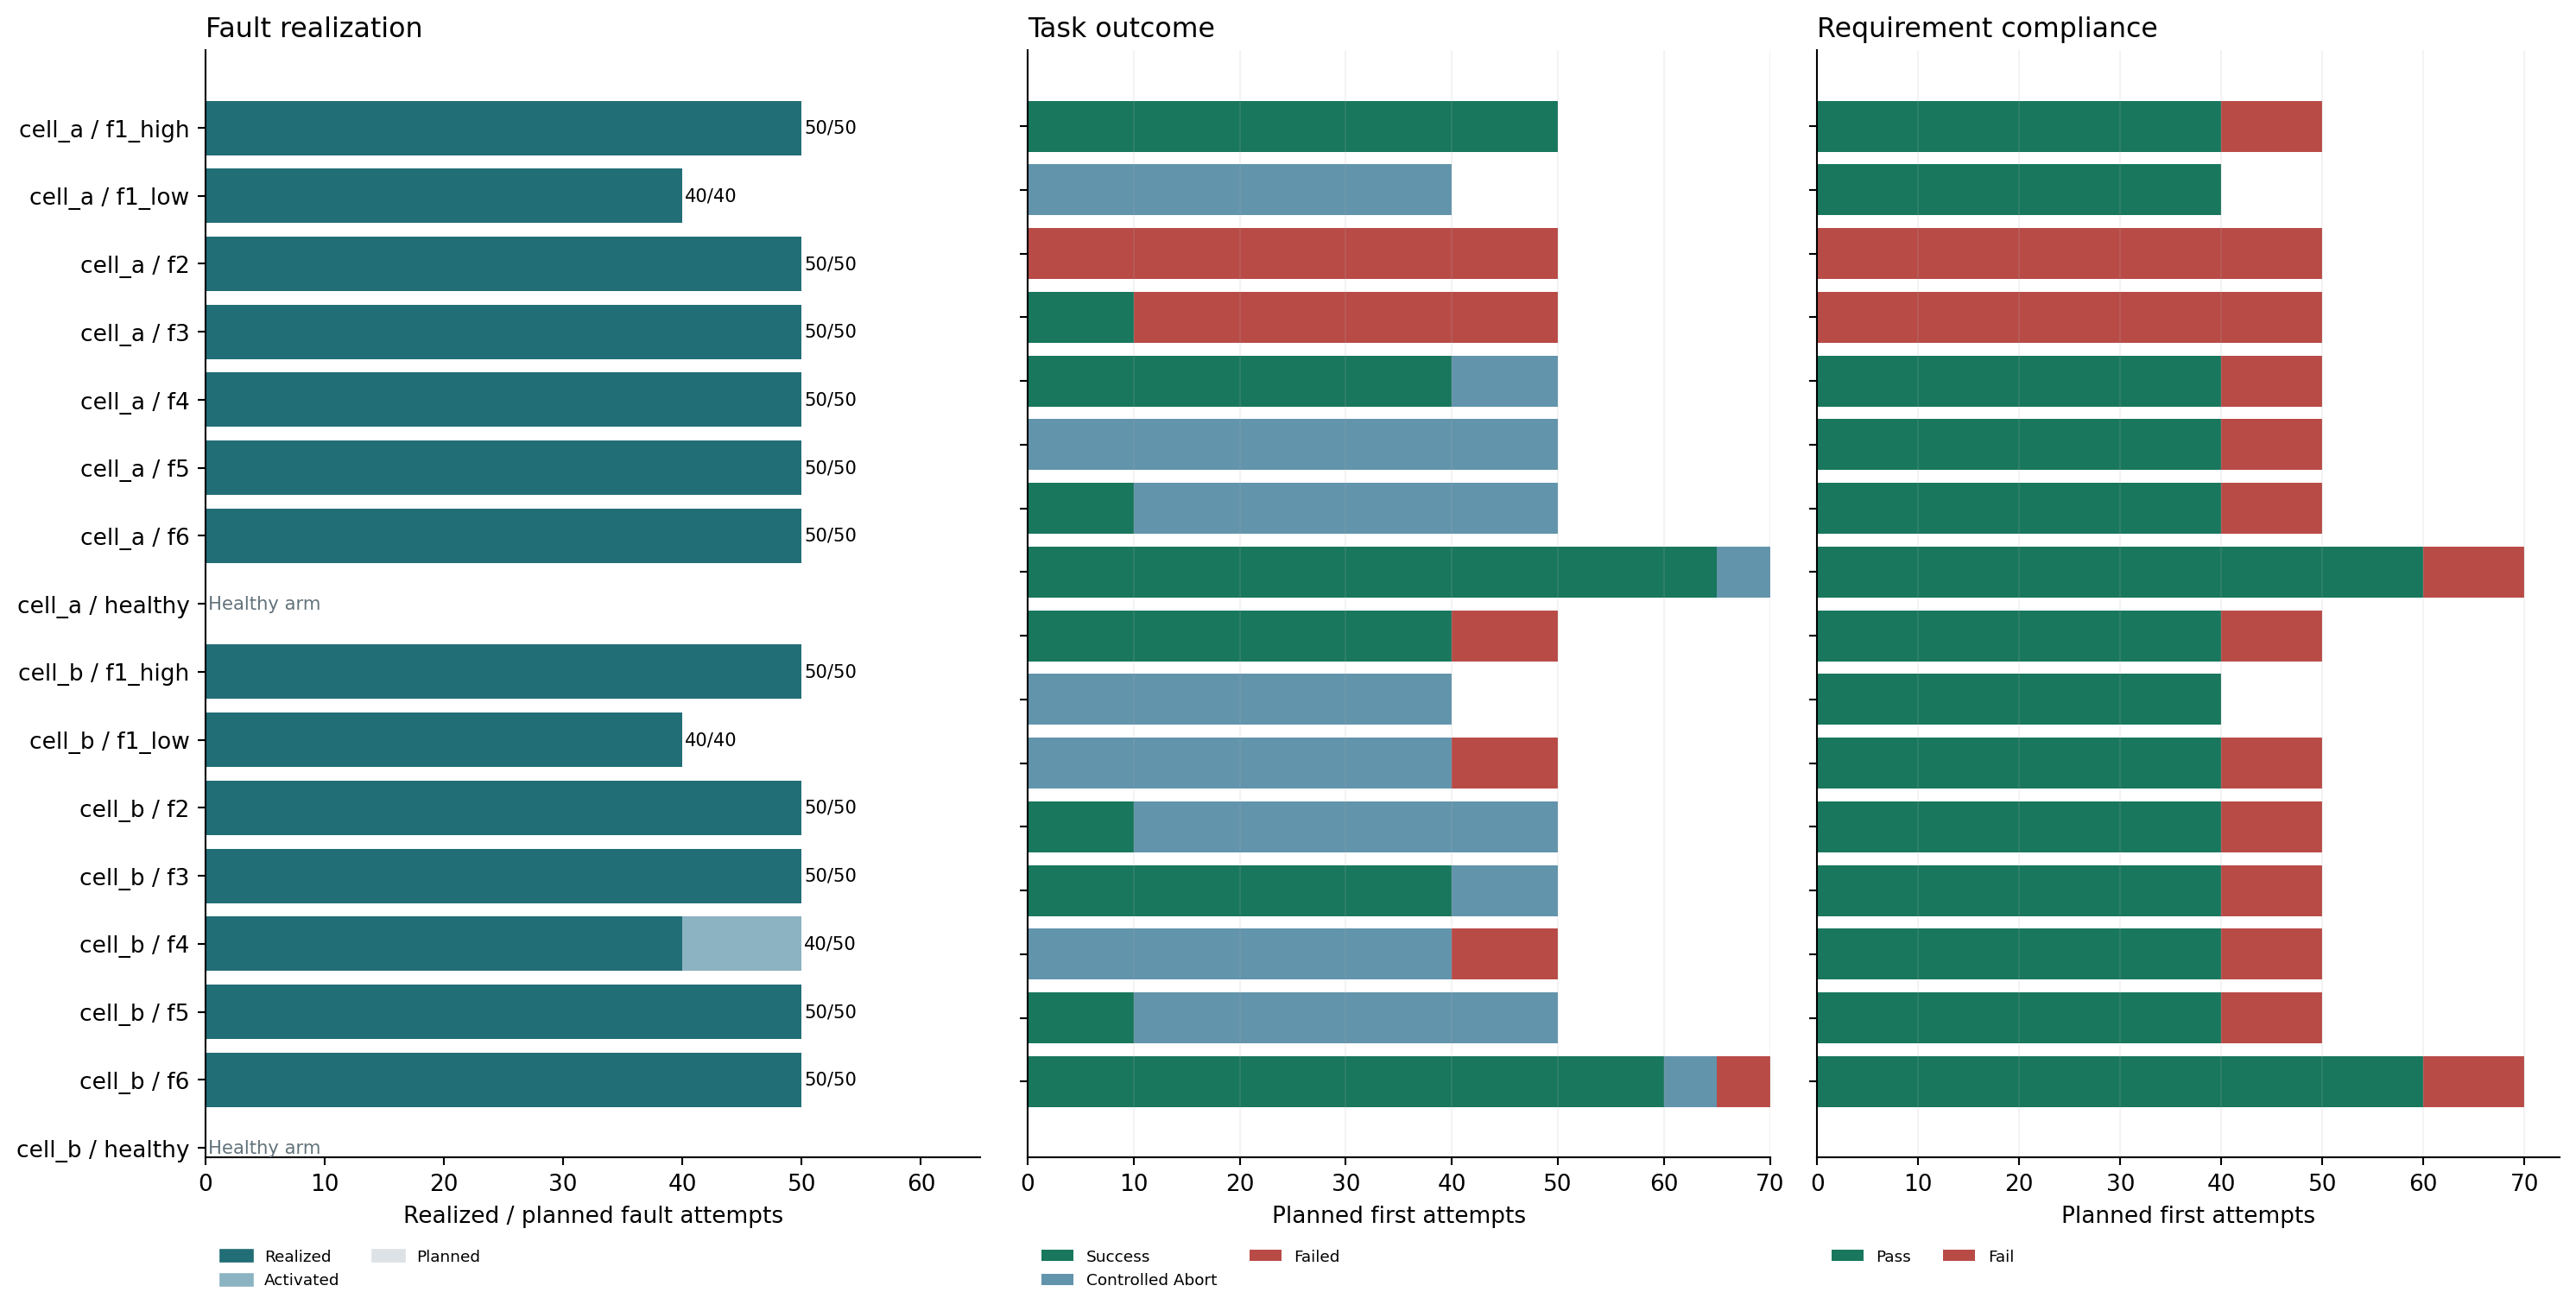 Fault realization
cell_a / f1_high
50/50
cell_a / f1_low
40/40
cell_a / f2
50/50
cell_a / f3
50/50
cell_a / f4
50/50
cell_a / f5
50/50
cell_a / f6
50/50
cell_a / healthy
Healthy arm
cell_b / f1_high
50/50
cell_b / f1_low
40/40
cell_b / f2
50/50
cell_b / f3
50/50
cell_b / f4
40/50
cell_b / f5
50/50
cell_b / f6
50/50
cell_b / healthy
Healthy arm
0 10 20 30 40 50 60
Realized / planned fault attempts
Realized
Planned
Activated
Task outcome
0 10 20 30 40 50 60 70
Planned first attempts
Success
Failed
Controlled Abort
Requirement compliance
0 10 20 30 40 50 60 70
Planned first attempts
Pass
Fail